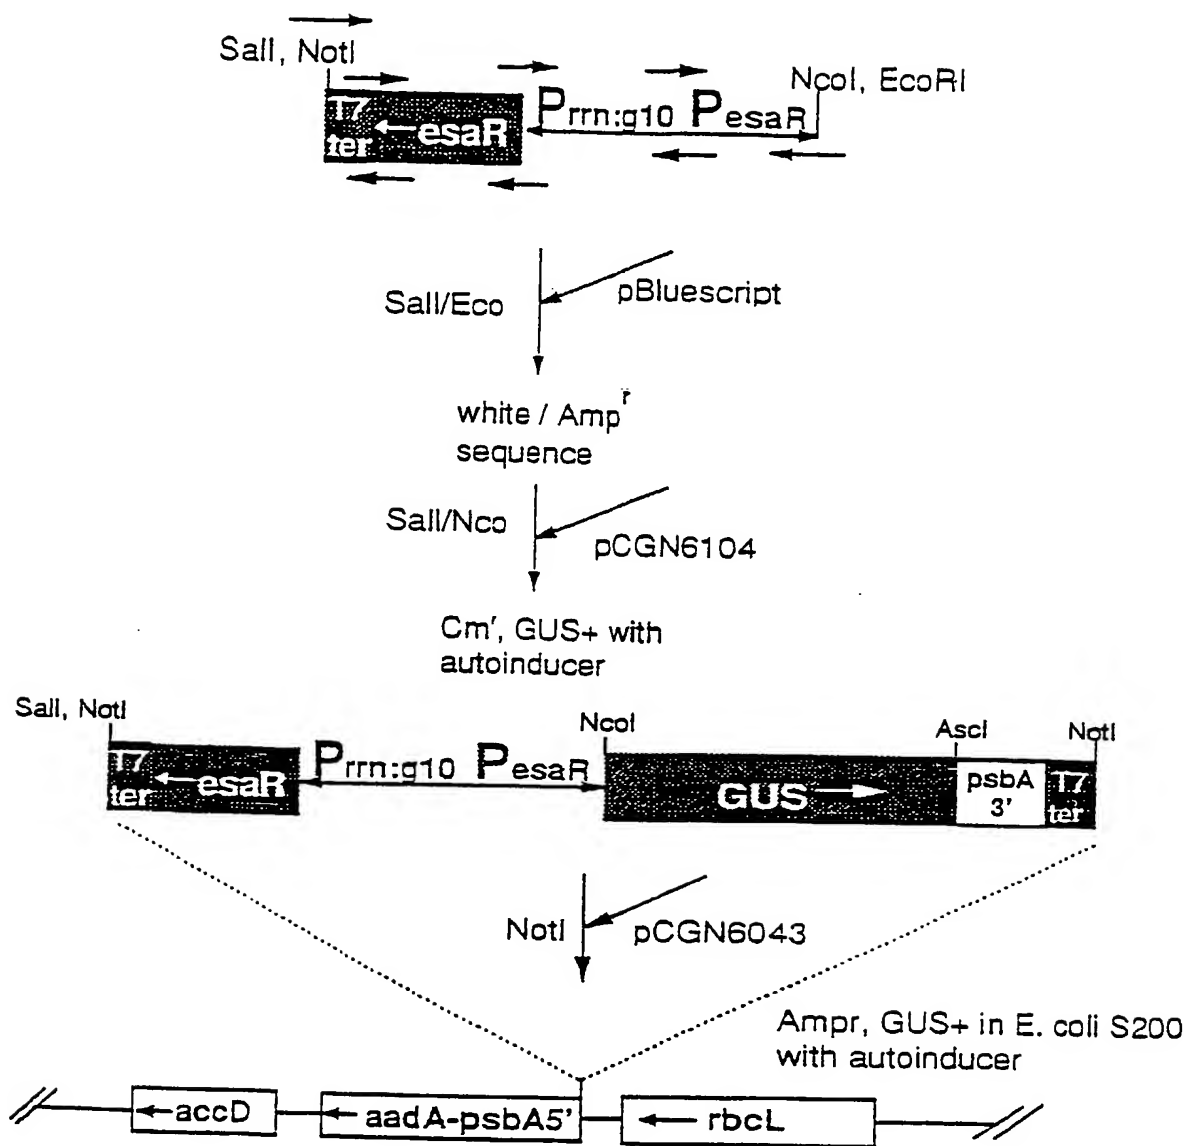 SalI, NotI
NcoI, EcoRI
T7
ter
esaR
Prrn:g10 PesaR
SalI/Eco
pBluescript
white / Ampr
sequence
SalI/Nco
pCGN6104
Cm', GUS+ with
autoinducer
SalI, NotI
NcoI
AscI
NotI
T7
ter
esaR
Prrn:g10 PesaR
GUS
psbA
3'
T7
ter
NotI
pCGN6043
Ampr, GUS+ in E. coli S200
with autoinducer
accD
aadA-psbA5'
rbcL